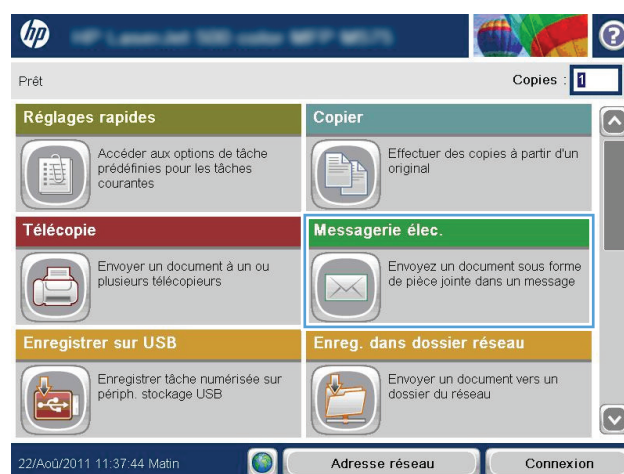 hp
?
Prêt
Copies : 1
Réglages rapides
Accéder aux options de tâche
prédéfinies pour les tâches
courantes
Copier
Effectuer des copies à partir d'un
original
Télécopie
Envoyer un document à un ou
plusieurs télécopieurs
Messagerie élec.
Envoyez un document sous forme
de pièce jointe dans un message
Enregistrer sur USB
Enregistrer tâche numérisée sur
périph. stockage USB
Enreg. dans dossier réseau
Envoyer un document vers un
dossier du réseau
22/Aoû/2011 11:37:44 Matin
Adresse réseau
Connexion